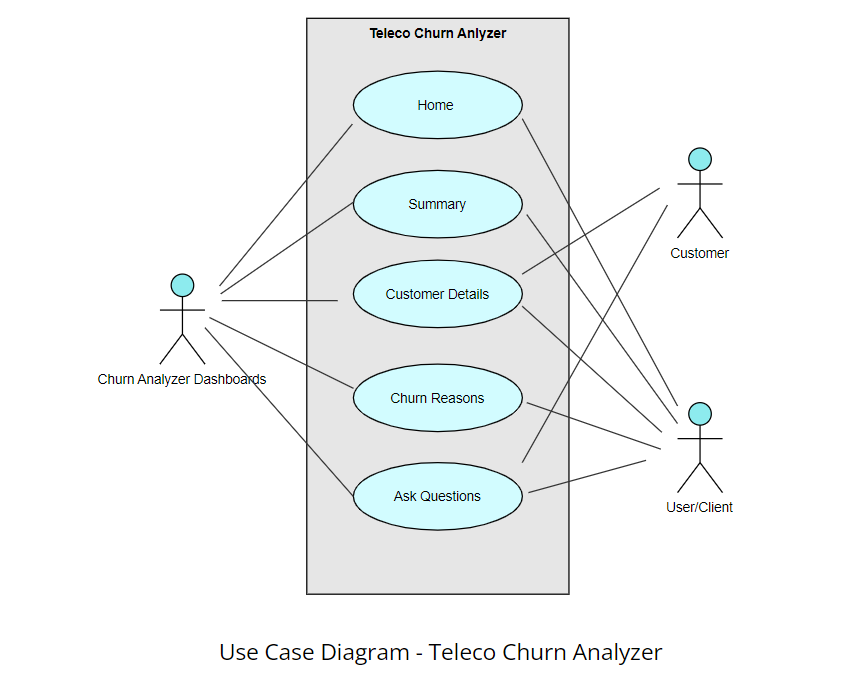 Teleco Churn Anlyzer
Home
Summary
Customer
Customer Details
Churn Analyzer Dashboards
Churn Reasons
Ask Questions
User/Client
Use Case Diagram - Teleco Churn Analyzer